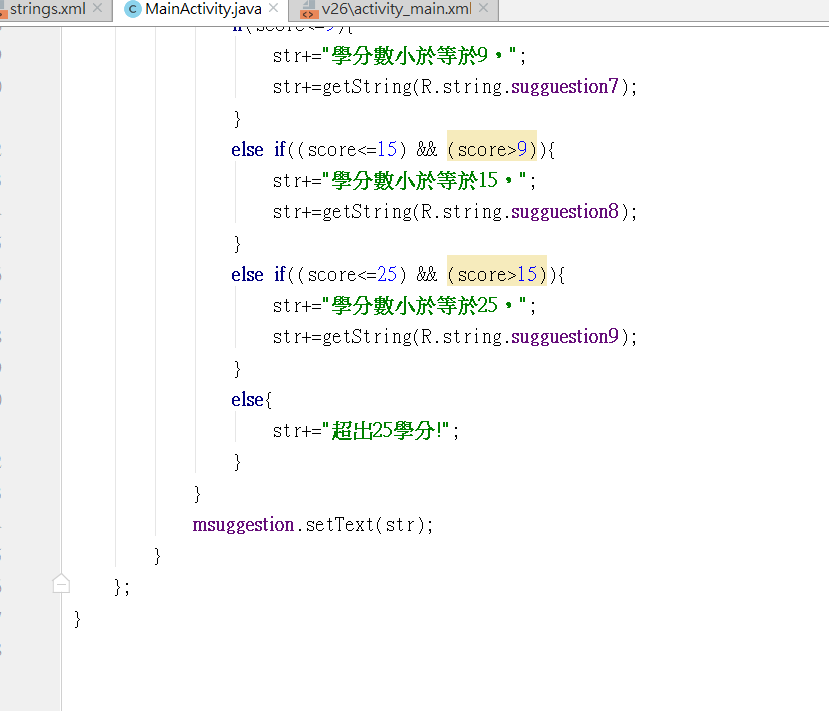 strings.xml MainActivity.java v26\activity_main.xml
if(score<=9){
str+="學分數小於等於9，";
str+=getString(R.string.sugguestion7);
}
else if((score<=15) && (score>9)){
str+="學分數小於等於15，";
str+=getString(R.string.sugguestion8);
}
else if((score<=25) && (score>15)){
str+="學分數小於等於25，";
str+=getString(R.string.sugguestion9);
}
else{
str+="超出25學分!";
}
}
msuggestion.setText(str);
}
};
}